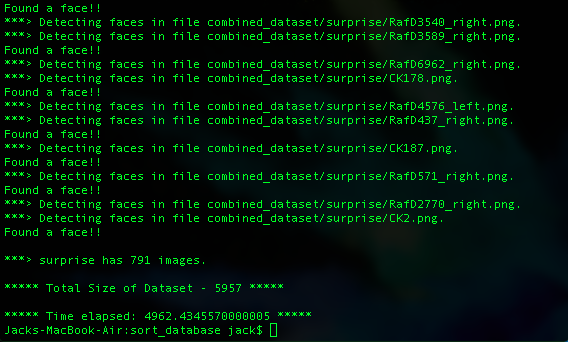 Found a face!!
***> Detecting faces in file combined_dataset/surprise/RafD3540_right.png.
***> Detecting faces in file combined_dataset/surprise/RafD3589_right.png.
Found a face!!
***> Detecting faces in file combined_dataset/surprise/RafD6962_right.png.
***> Detecting faces in file combined_dataset/surprise/CK178.png.
Found a face!!
***> Detecting faces in file combined_dataset/surprise/RafD4576_left.png.
***> Detecting faces in file combined_dataset/surprise/RafD437_right.png.
Found a face!!
***> Detecting faces in file combined_dataset/surprise/CK187.png.
Found a face!!
***> Detecting faces in file combined_dataset/surprise/RafD571_right.png.
Found a face!!
***> Detecting faces in file combined_dataset/surprise/RafD2770_right.png.
***> Detecting faces in file combined_dataset/surprise/CK2.png.
Found a face!!
***> surprise has 791 images.
***** Total Size of Dataset - 5957 *****
***** Time elapsed: 4962.4345570000005 *****
Jacks-MacBook-Air:sort_database jack$